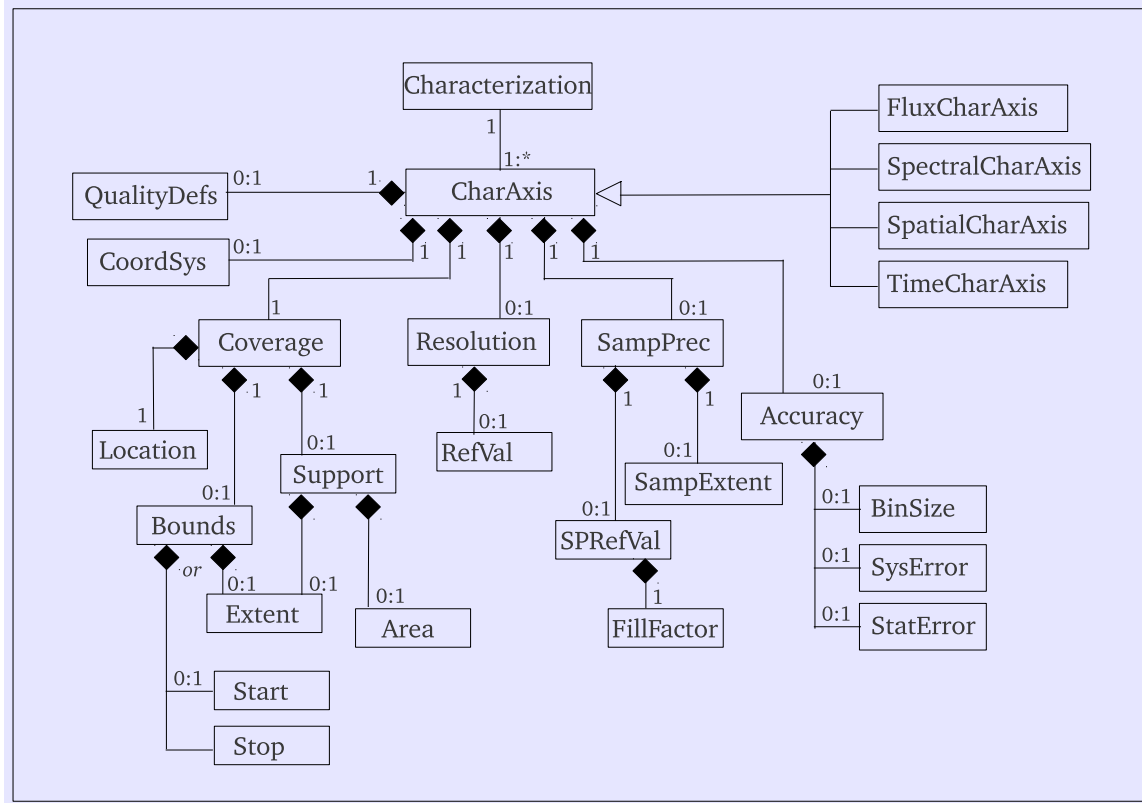 Characterization
FluxCharAxis
1
SpectralCharAxis
1:*
CharAxis
QualityDefs
0:1
1
SpatialCharAxis
CoordSys
0:1
1
1
1
1
1
TimeCharAxis
1
0:1
0:1
Coverage
Resolution
SampPrec
1
1
1
1
1
0:1
1
Location
0:1
Support
0:1
RefVal
0:1
SampExtent
Accuracy
0:1
Bounds
or
0:1
SPRefVal
0:1
BinSize
0:1
SysError
0:1
StatError
0:1
0:1
Extent
0:1
Area
1
FillFactor
0:1
Start
Stop